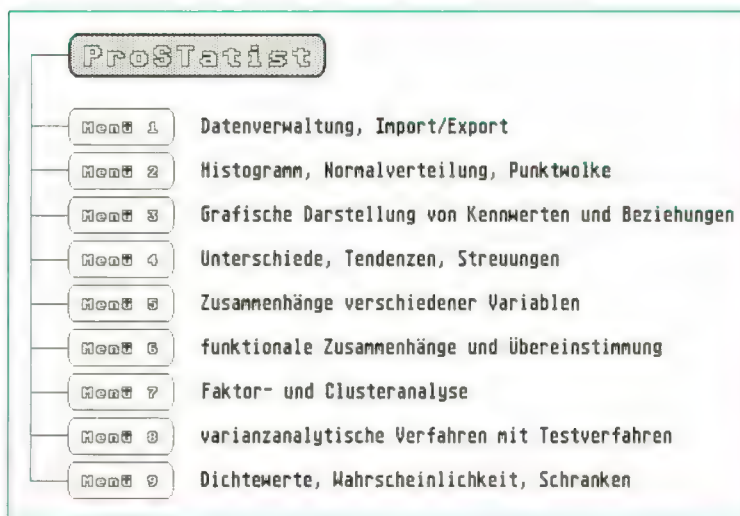 ProSTatist
Menü 1 Datenverwaltung, Import/Export
Menü 2 Histogramm, Normalverteilung, Punktwolke
Menü 3 Grafische Darstellung von Kennwerten und Beziehungen
Menü 4 Unterschiede, Tendenzen, Streuungen
Menü 5 Zusammenhänge verschiedener Variablen
Menü 6 funktionale Zusammenhänge und Übereinstimmung
Menü 7 Faktor- und Clusteranalyse
Menü 8 varianzanalytische Verfahren mit Testverfahren
Menü 9 Dichtewerte, Wahrscheinlichkeit, Schranken